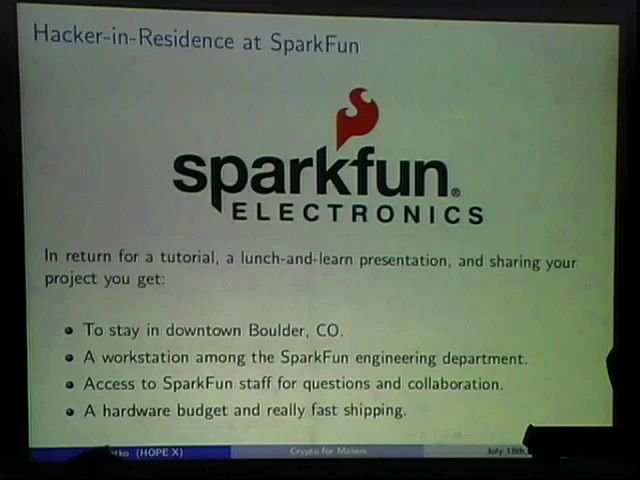 Hacker-in-Residence at SparkFun
sparkfun®
ELECTRONICS
In return for a tutorial, a lunch-and-learn presentation, and sharing your
project you get:
To stay in downtown Boulder, CO.
A workstation among the SparkFun engineering department.
Access to SparkFun staff for questions and collaboration.
A hardware budget and really fast shipping.
(HOPE X)
Crypto for Makers
July 18th